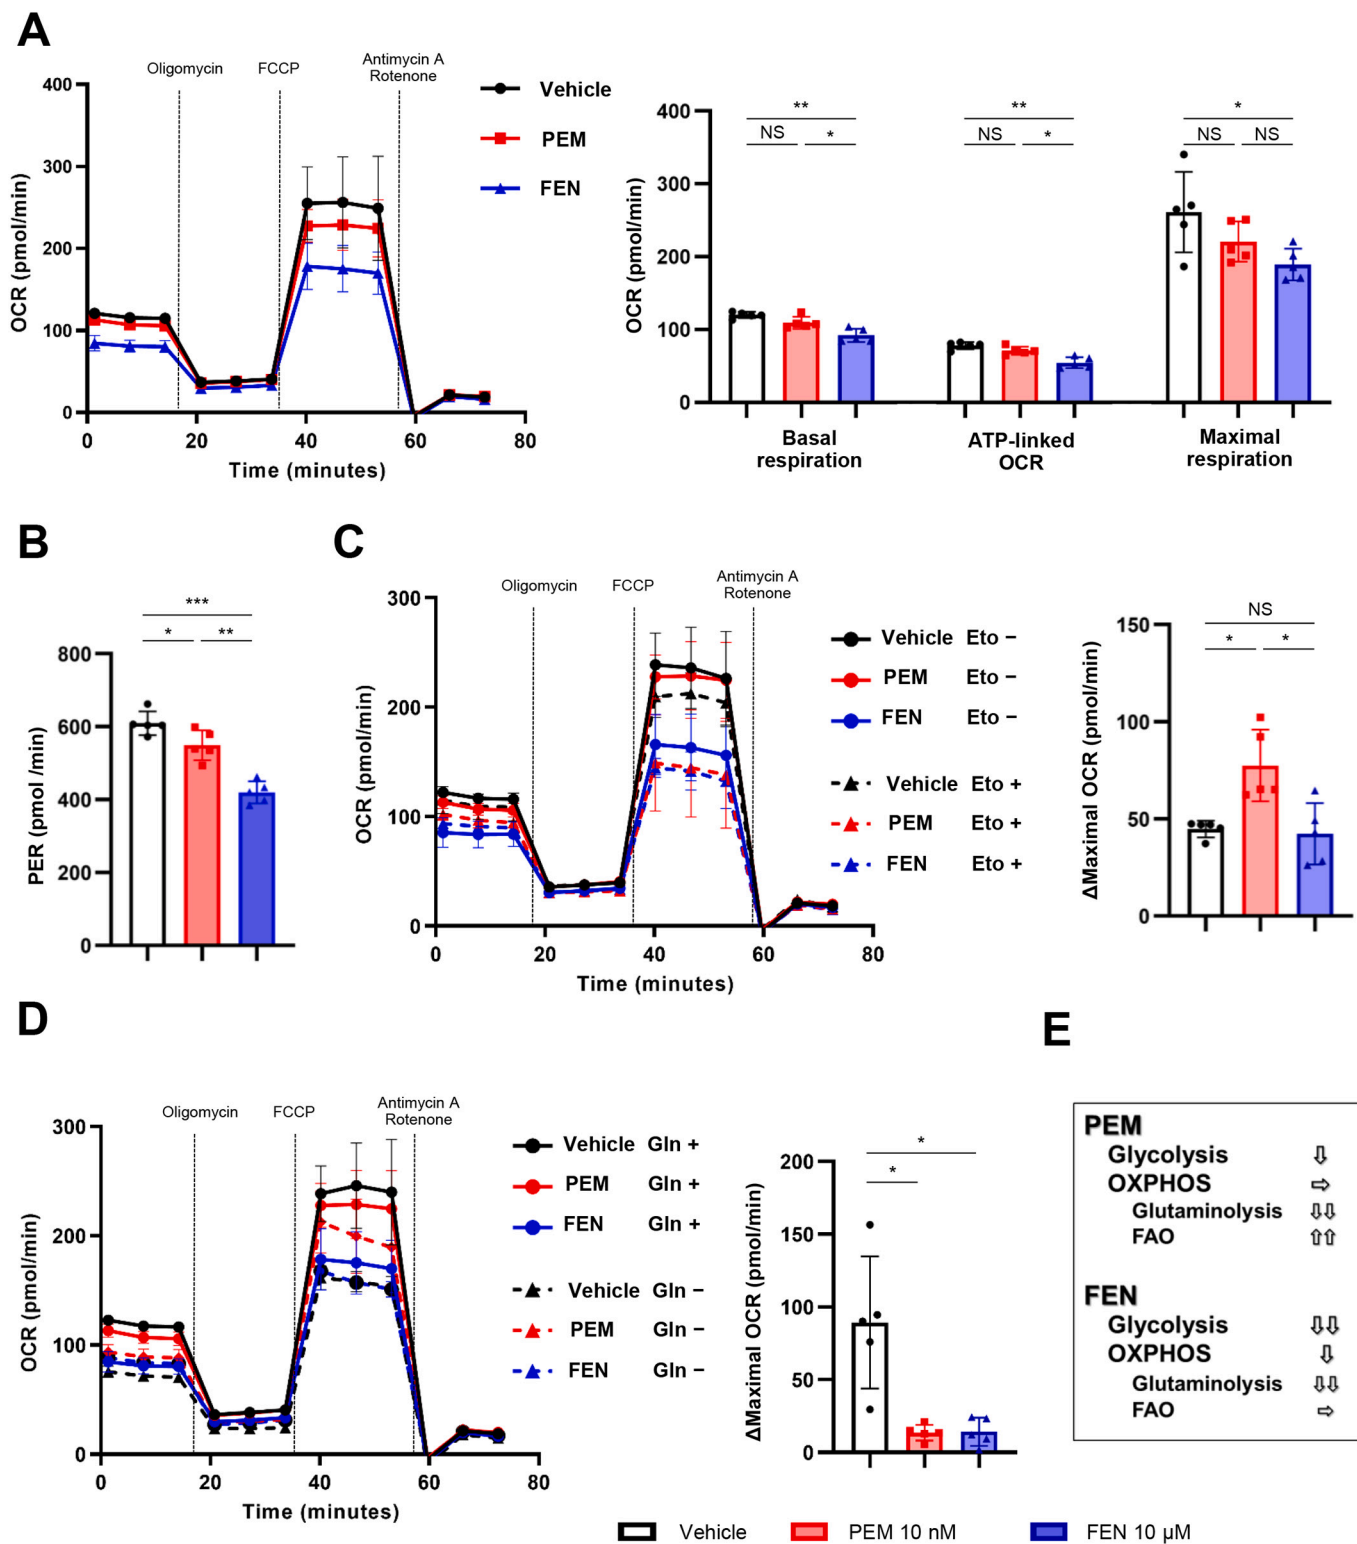 A
Oligomycin
FCCP
Antimycin A
Rotenone
400
300
200
100
0
OCR (pmol/min)
0 20 40 60 80
Time (minutes)
Vehicle
PEM
FEN
400
300
200
100
0
OCR (pmol/min)
**
NS *
**
NS *
*
NS NS
Basal
respiration
ATP-linked
OCR
Maximal
respiration
B
***
* **
800
600
400
200
0
PER (pmol /min)
C
Oligomycin
FCCP
Antimycin A
Rotenone
300
200
100
0
OCR (pmol/min)
0 20 40 60 80
Time (minutes)
Vehicle Eto −
PEM Eto −
FEN Eto −
Vehicle Eto +
PEM Eto +
FEN Eto +
NS
* *
150
100
50
0
ΔMaximal OCR (pmol/min)
D
Oligomycin
FCCP
Antimycin A
Rotenone
300
200
100
0
OCR (pmol/min)
0 20 40 60 80
Time (minutes)
Vehicle Gln +
PEM Gln +
FEN Gln +
Vehicle Gln −
PEM Gln −
FEN Gln −
*
*
200
150
100
50
0
ΔMaximal OCR (pmol/min)
E
PEM
Glycolysis ⇩
OXPHOS ⇨
Glutaminolysis ⇩⇩
FAO ⇧⇧
FEN
Glycolysis ⇩⇩
OXPHOS ⇩
Glutaminolysis ⇩⇩
FAO ⇨
Vehicle PEM 10 nM FEN 10 μM